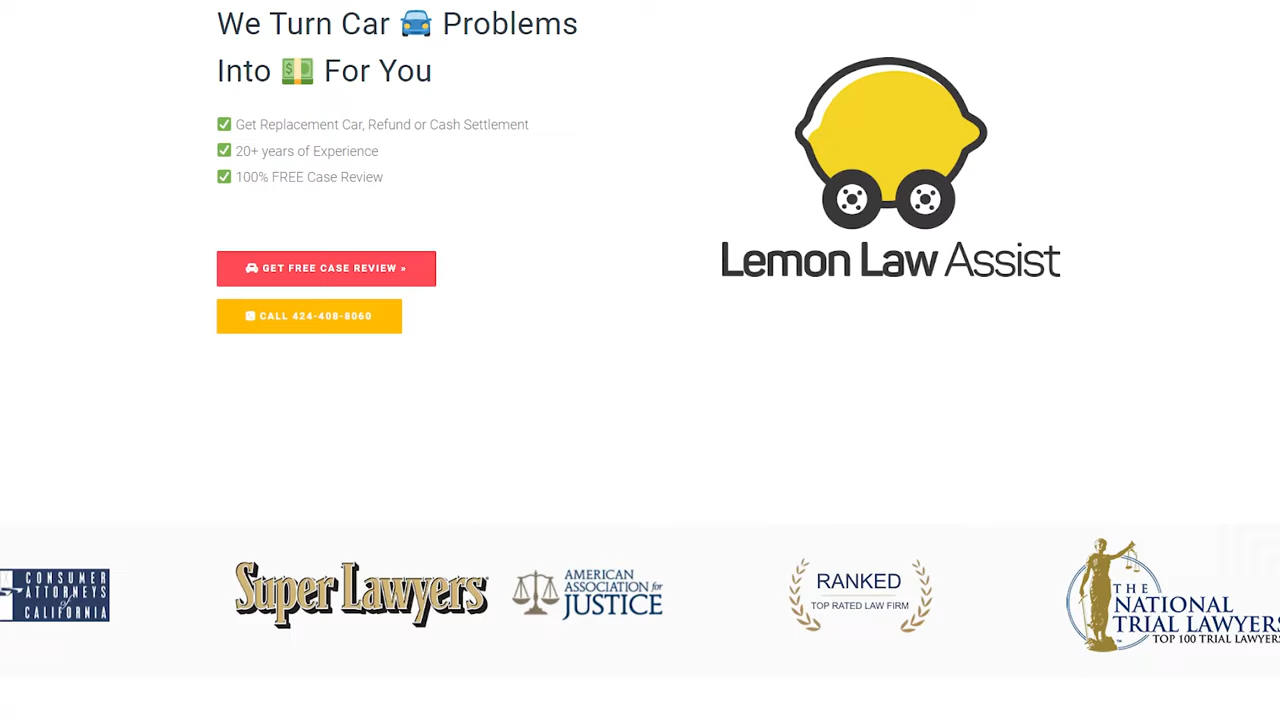 We Turn Car 🚘 Problems
Into 💵 For You
✅ Get Replacement Car, Refund or Cash Settlement
✅ 20+ years of Experience
✅ 100% FREE Case Review
GET FREE CASE REVIEW »
CALL 424-408-8060
Lemon Law Assist
CONSUMER
ATTORNEYS
of
CALIFORNIA
Super Lawyers
AMERICAN
ASSOCIATION for
JUSTICE
RANKED
TOP RATED LAW FIRM
THE
NATIONAL
TRIAL LAWYERS
TOP 100 TRIAL LAWYERS